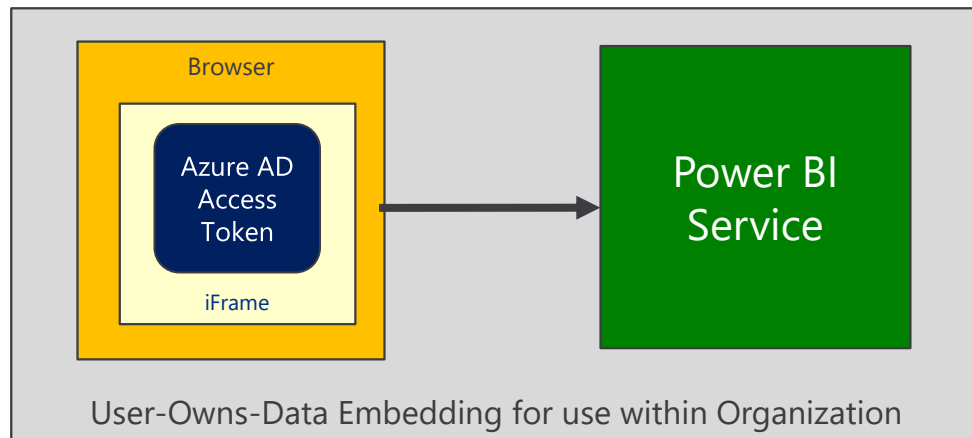 Browser
Azure AD
Access
Token
iFrame
Power BI
Service
User-Owns-Data Embedding for use within Organization